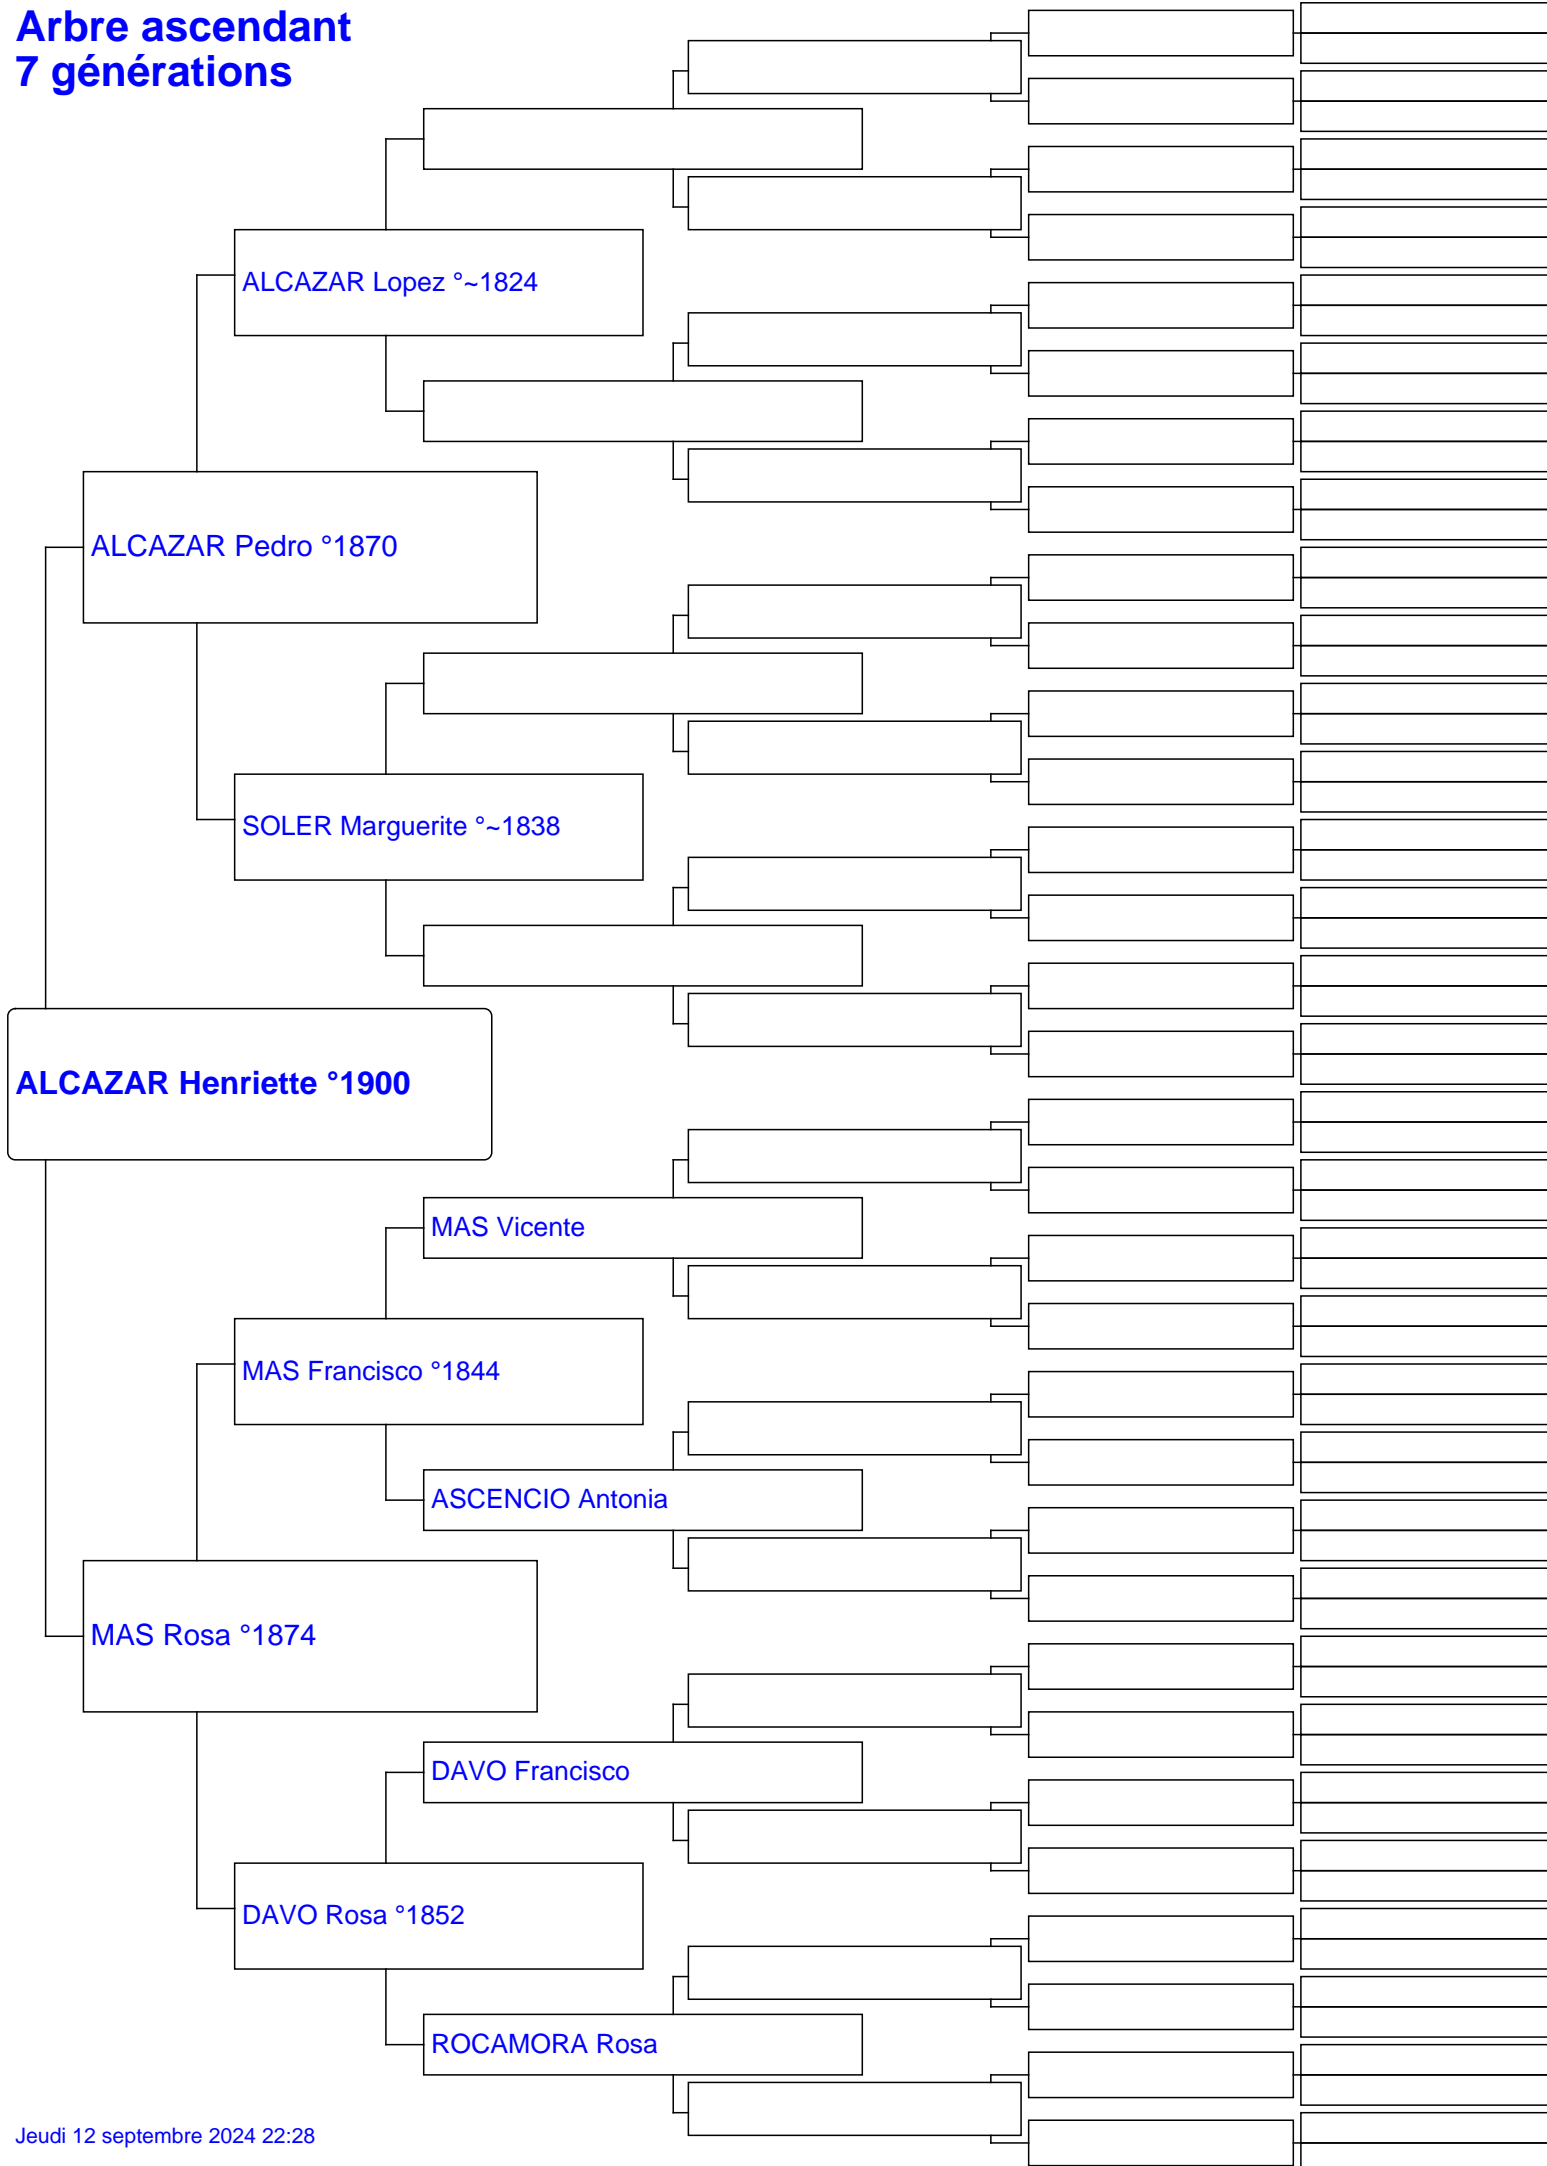 Arbre ascendant
7 générations
ALCAZAR Lopez °~1824
ALCAZAR Pedro °1870
SOLER Marguerite °~1838
ALCAZAR Henriette °1900
MAS Vicente
MAS Francisco °1844
ASCENCIO Antonia
MAS Rosa °1874
DAVO Francisco
DAVO Rosa °1852
ROCAMORA Rosa
Jeudi 12 septembre 2024 22:28